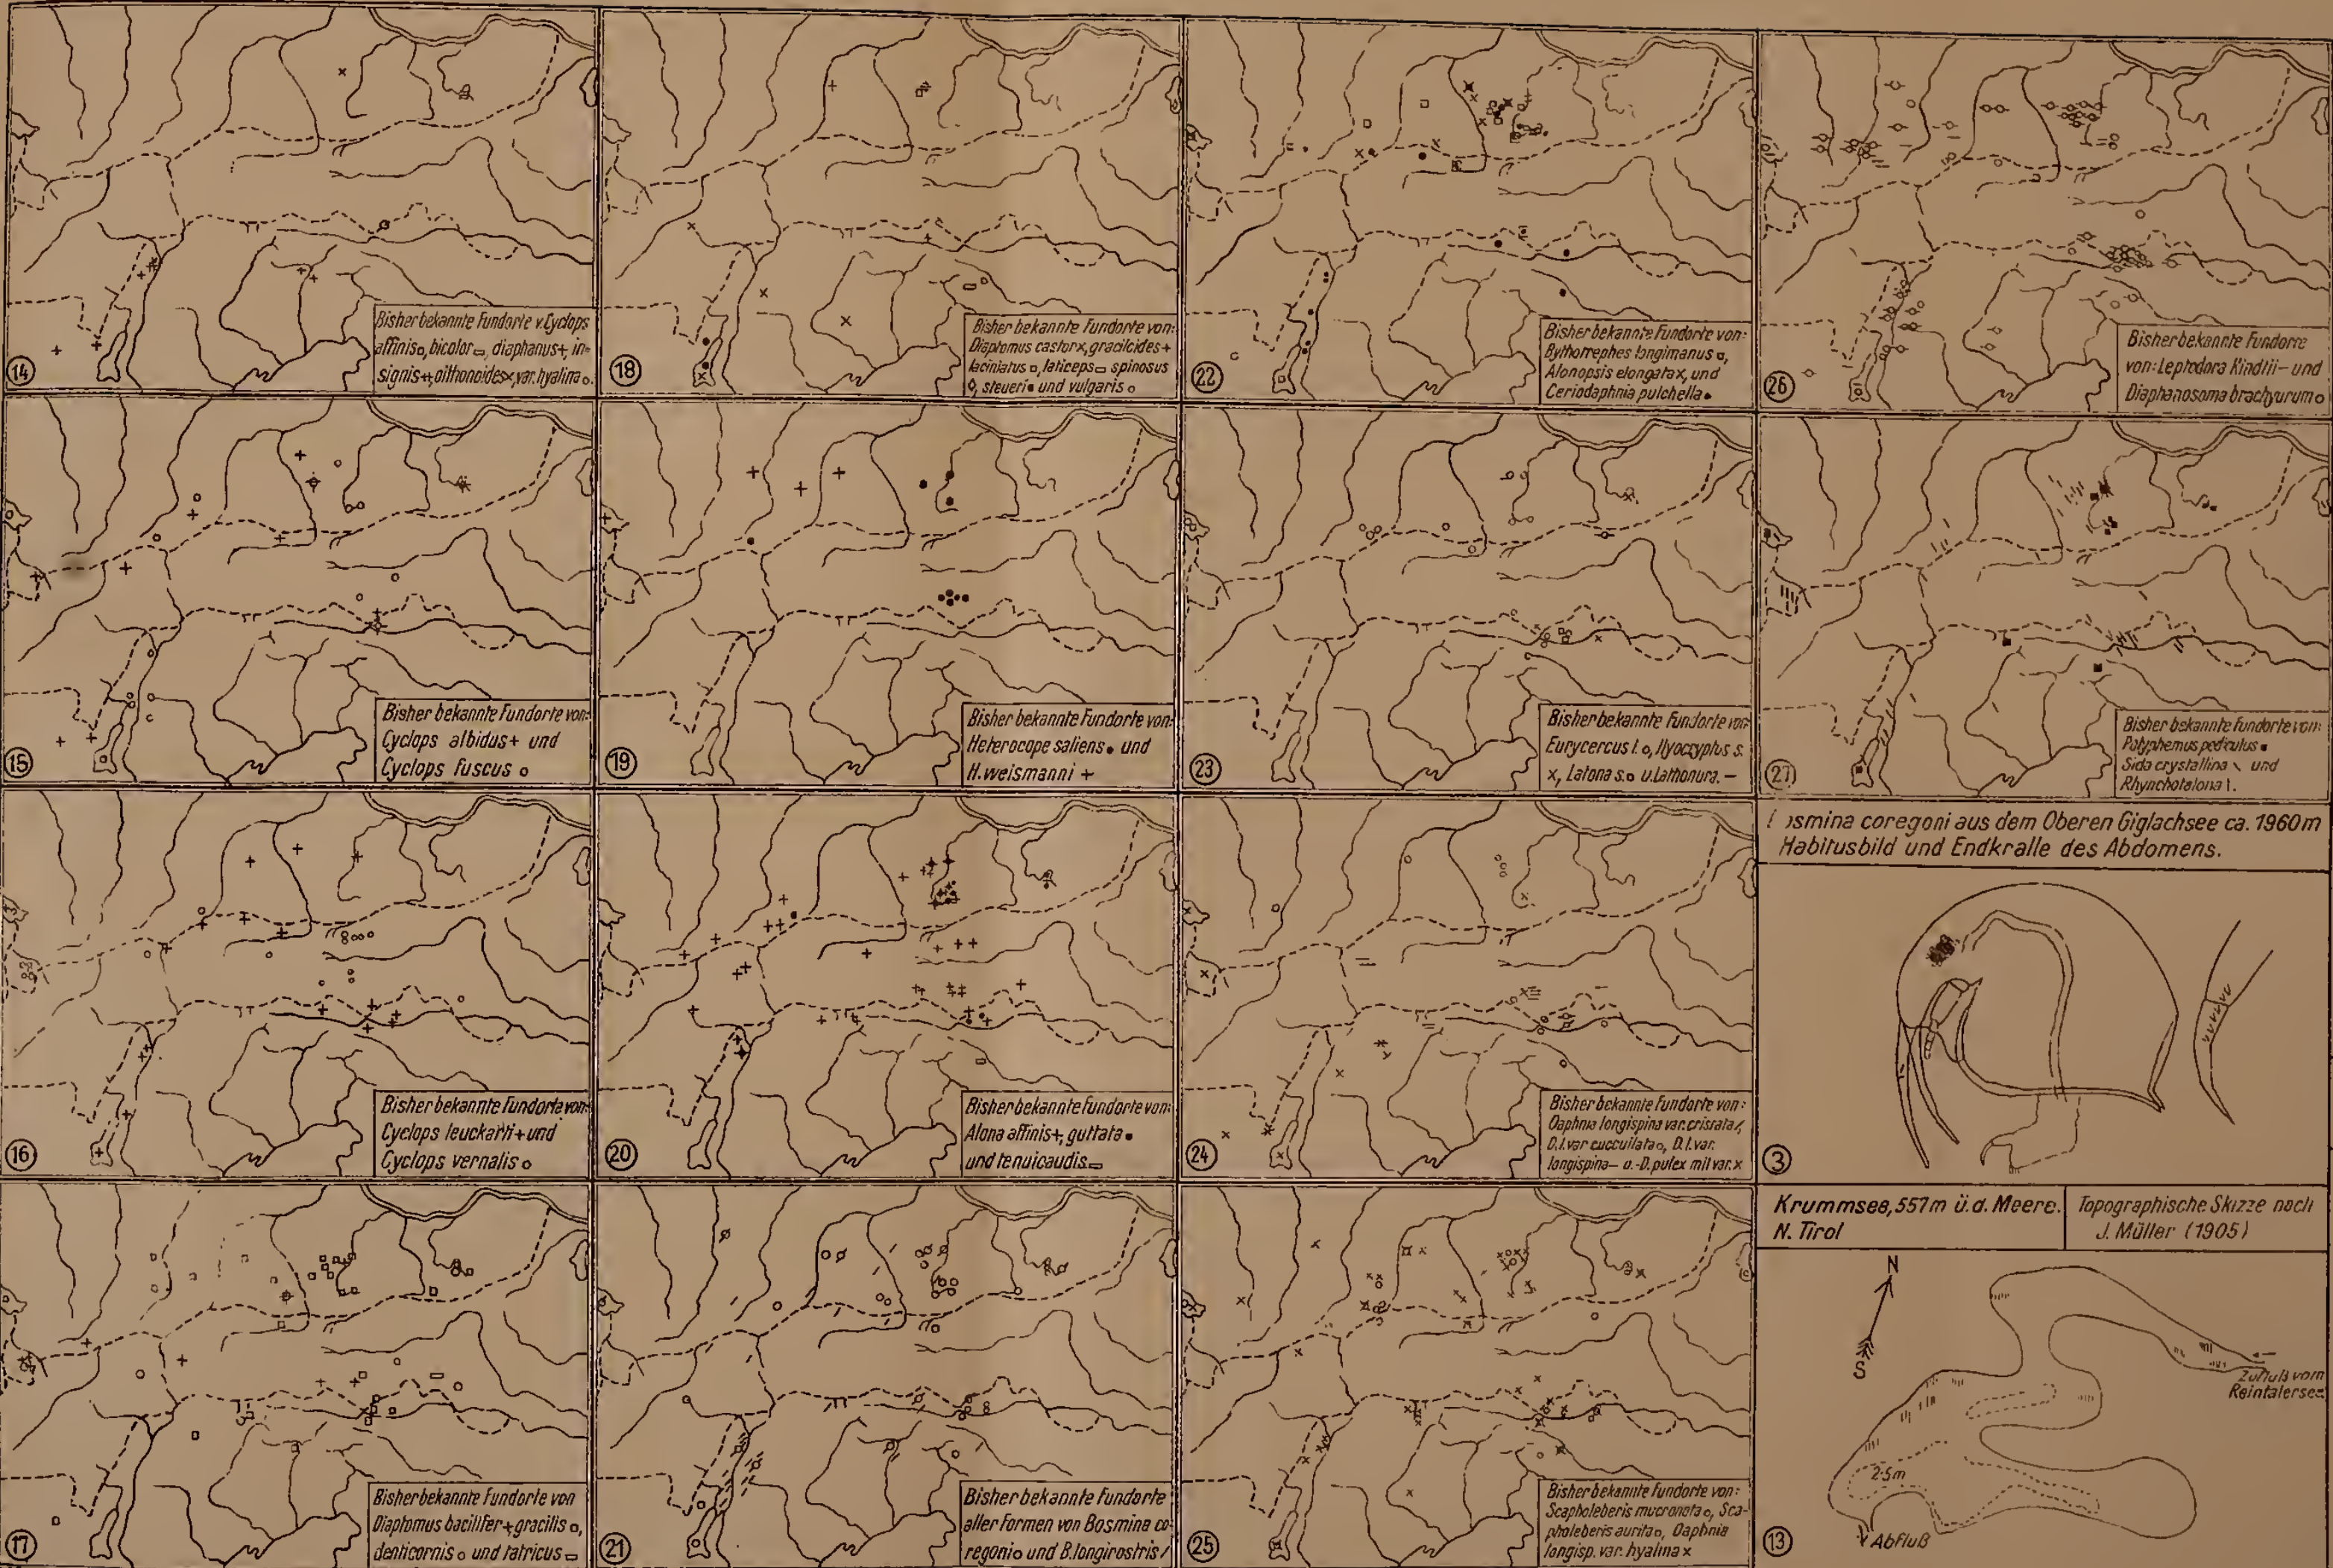 Bisher bekannte Fundorte v. Cyclops
affinis o, bicolor ▭, diaphanus +, in-
signis ++, oithonoides x, var. hyalina o.
14
Bisher bekannte Fundorte von:
Diaptomus castor x, graciloides +
laciniatus □, laticeps ▭ spinosus
◇, steueri • und vulgaris o
18
Bisher bekannte Fundorte von:
Bythotrephes longimanus □,
Alonopsis elongata x, und
Ceriodaphnia pulchella •
22
Bisher bekannte Fundorte
von: Leptodora Kindtii – und
Diaphanosoma brachyurum o
26
Bisher bekannte Fundorte von:
Cyclops albidus + und
Cyclops fuscus o
15
Bisher bekannte Fundorte von:
Heterocope saliens • und
H. weismanni +
19
Bisher bekannte Fundorte von
Eurycercus l. o, Ilyocryptus s.
x, Latona s. □ u. Lathonura. –
23
Bisher bekannte Fundorte von:
Polyphemus pediculus ▪
Sida crystallina \ und
Rhynchotalona \.
27
Bisher bekannte Fundorte von:
Cyclops leuckarti + und
Cyclops vernalis o
16
Bisher bekannte Fundorte von:
Alona affinis +, guttata •
und tenuicaudis ▭
20
Bisher bekannte Fundorte von:
Daphnia longispina var. cristata /,
D. l. var cuccullata o, D. l. var.
longispina – u. -D. pulex mit var. x
24
osmina coregoni aus dem Oberen Giglachsee ca. 1960 m
Habitusbild und Endkralle des Abdomens.
3
Bisher bekannte Fundorte von
Diaptomus bacillifer + gracilis □,
denticornis o und tatricus ▭
17
Bisher bekannte Fundorte
aller Formen von Bosmina co-
regoni o und B. longirostris /
21
Bisher bekannte Fundorte von:
Scapholeberis mucronata o, Sca-
pholeberis aurita □, Daphnia
longisp. var. hyalina x
25
Krummsee, 557 m ü. d. Meere.
N. Tirol
Topographische Skizze nach
J. Müller (1905)
N
S
Zufluß vom
Reintalersee
2·5m
Abfluß
13